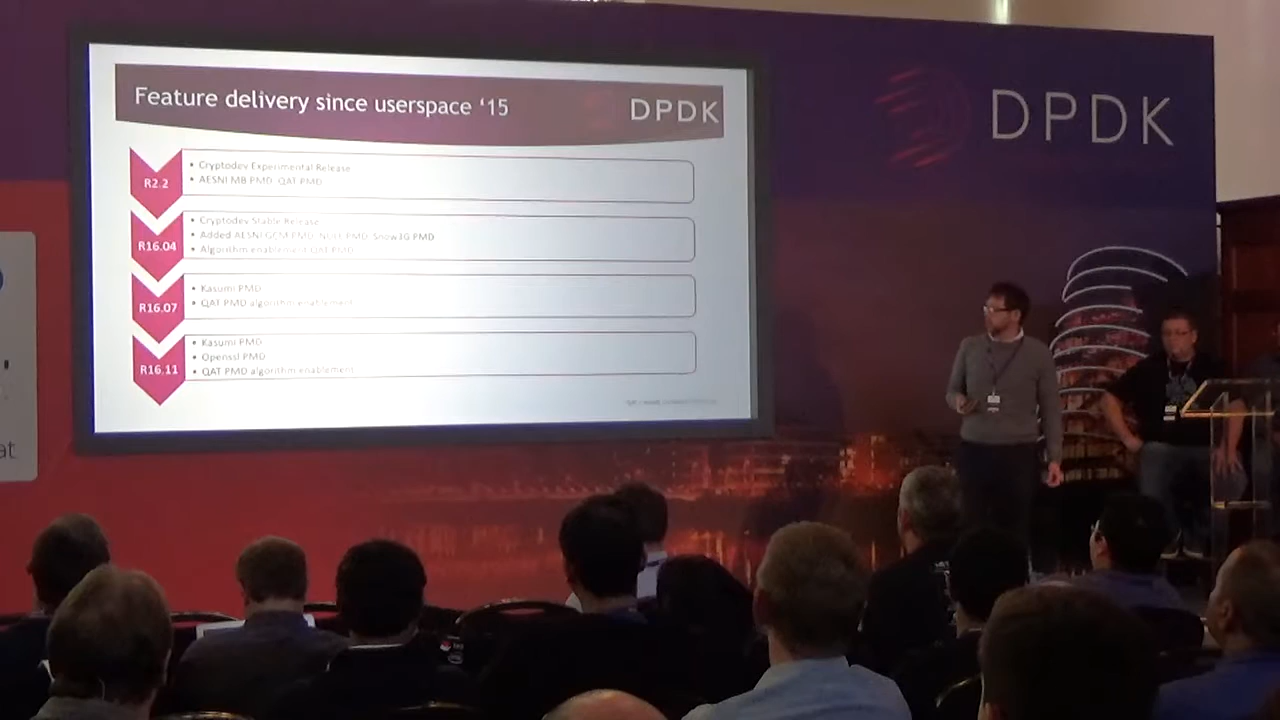 Feature delivery since userspace ‘15
DPDK
DPDK
R2.2
• Cryptodev Experimental Release
• AESNI MB PMD, QAT PMD
R16.04
• Cryptodev Stable Release
• Added AESNI GCM PMD, NULL PMD, Snow3G PMD
• Algorithm enablement QAT PMD
R16.07
• Kasumi PMD
• QAT PMD algorithm enablement
R16.11
• Kasumi PMD
• Openssl PMD
• QAT PMD algorithm enablement
at